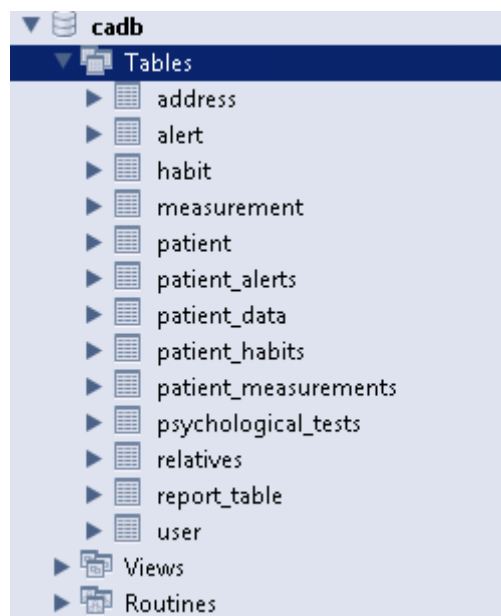 cadb
Tables
address
alert
habit
measurement
patient
patient_alerts
patient_data
patient_habits
patient_measurements
psychological_tests
relatives
report_table
user
Views
Routines